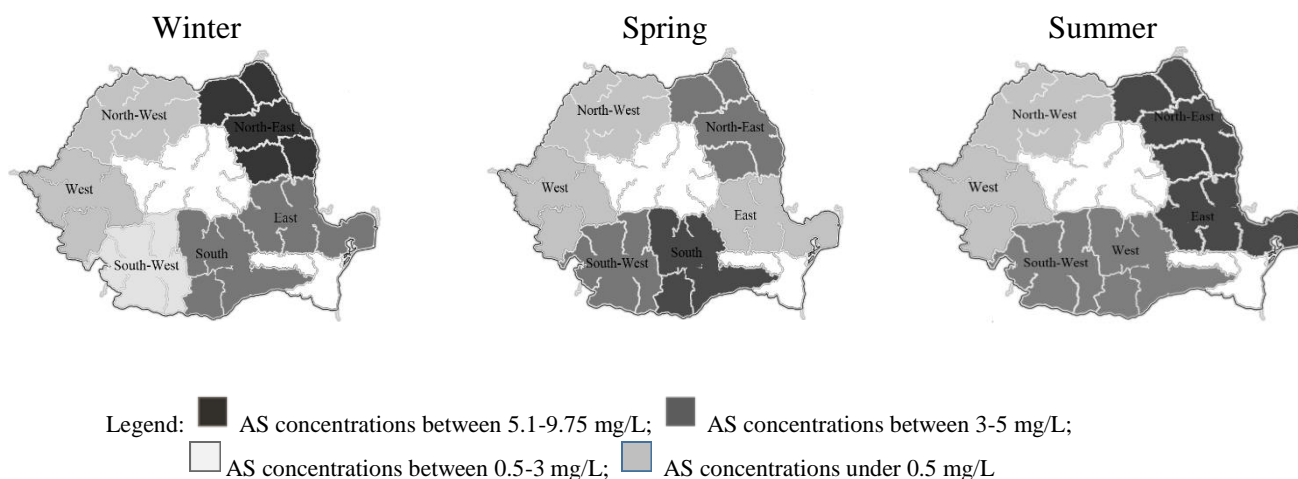 Winter
Spring
Summer
North-West
North-East
West
East
South
South-West
North-West
North-East
West
East
South
South-West
North-West
North-East
West
East
West
South-West
Legend: AS concentrations between 5.1-9.75 mg/L; AS concentrations between 3-5 mg/L;
AS concentrations between 0.5-3 mg/L; AS concentrations under 0.5 mg/L